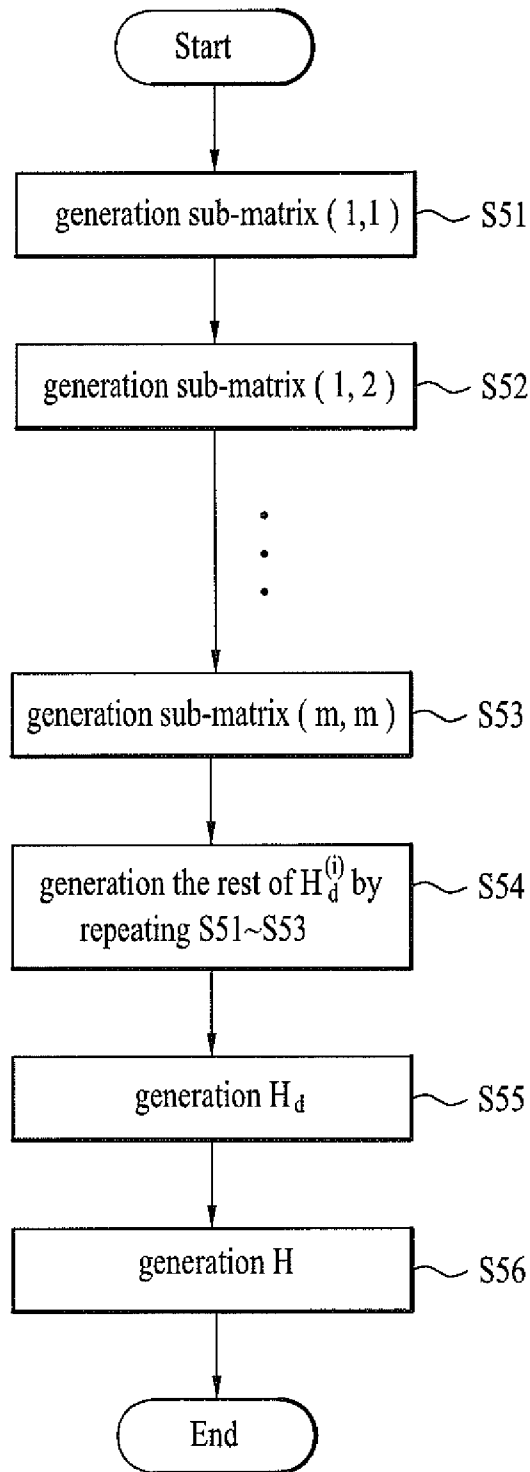 Start
generation sub-matrix ( 1,1 )
S51
generation sub-matrix ( 1, 2 )
S52
generation sub-matrix ( m, m )
S53
generation the rest of H_d^(i) by
repeating S51~S53
S54
generation H_d
S55
generation H
S56
End